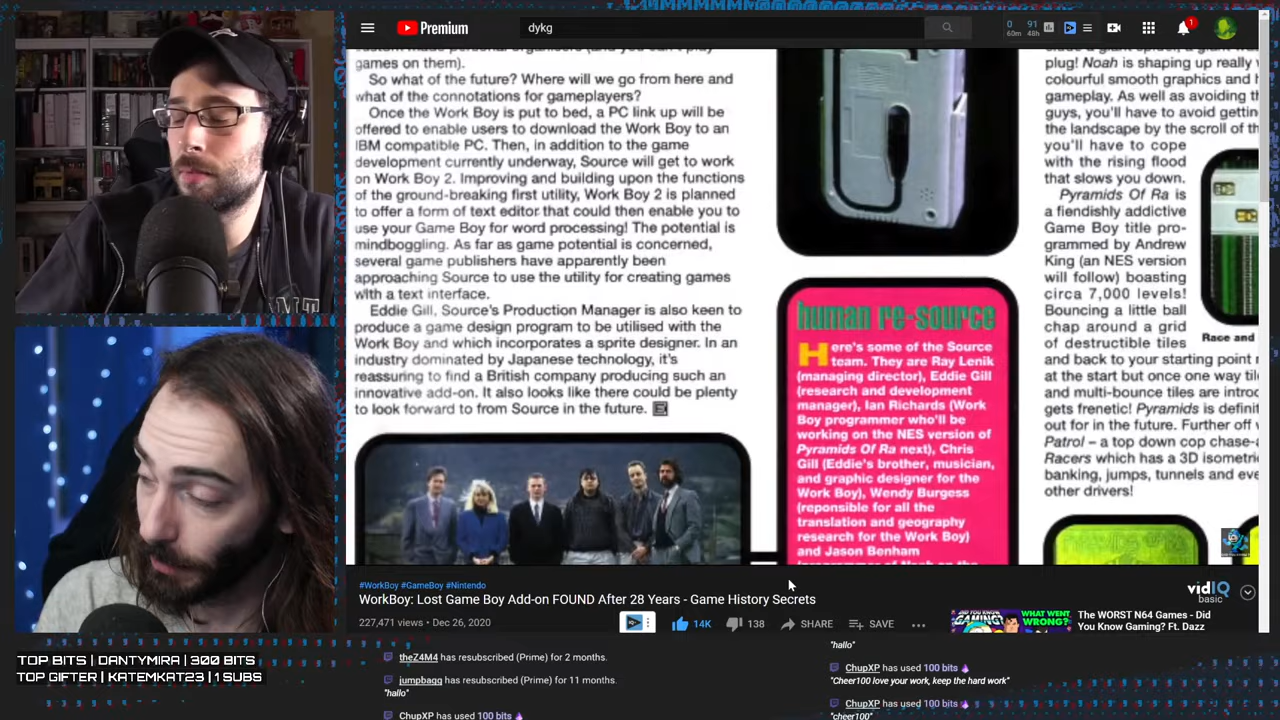 Premium
dykg
0
60m
91
48h
1
games on them).
So what of the future? Where will we go from here and
what of the connotations for gameplayers?
Once the Work Boy is put to bed, a PC link up will be
offered to enable users to download the Work Boy to an
IBM compatible PC. Then, in addition to the game
development currently underway, Source will get to work
on Work Boy 2. Improving and building upon the functions
of the ground-breaking first utility, Work Boy 2 is planned
to offer a form of text editor that could then enable you to
use your Game Boy for word processing! The potential is
mindboggling. As far as game potential is concerned,
several game publishers have apparently been
approaching Source to use the utility for creating games
with a text interface.
Eddie Gill, Source's Production Manager is also keen to
produce a game design program to be utilised with the
Work Boy and which incorporates a sprite designer. In an
industry dominated by Japanese technology, it's
reassuring to find a British company producing such an
innovative add-on. It also looks like there could be plenty
to look forward to from Source in the future.
human re-source
Here's some of the Source
team. They are Ray Lenik
(managing director), Eddie Gill
(research and development
manager), Ian Richards (Work
Boy programmer who'll be
working on the NES version of
Pyramids Of Ra next), Chris
Gill (Eddie's brother, musician,
and graphic designer for the
Work Boy), Wendy Burgess
(reponsible for all the
translation and geography
research for the Work Boy)
and Jason Benham
plug! Noah is shaping up really
colourful smooth graphics and
gameplay. As well as avoiding
guys, you'll have to avoid getting
the landscape by the scroll of
you'll have to cope
with the rising flood
that slows you down.
Pyramids Of Ra is
a fiendishly addictive
Game Boy title pro-
grammed by Andrew
King (an NES version
will follow) boasting
circa 7,000 levels!
Bouncing a little ball
chap around a grid
of destructible tiles
and back to your starting point
at the start but once one way
and multi-bounce tiles are
gets frenetic! Pyramids is
out for in the future. Further off
Patrol – a top down cop
Racers which has a 3D
banking, jumps, tunnels and
other drivers!
Race and
#WorkBoy #GameBoy #Nintendo
WorkBoy: Lost Game Boy Add-on FOUND After 28 Years - Game History Secrets
227,471 views • Dec 26, 2020
14K
138
SHARE
SAVE
vidIQ
basic
GAMING?
WHAT WENT
WRONG?
The WORST N64 Games - Did
You Know Gaming? Ft. Dazz
TOP BITS | DANTYMIRA | 300 BITS
TOP GIFTER | KATEMKAT23 | 1 SUBS
theZ4M4 has resubscribed (Prime) for 2 months.
jumpbagg has resubscribed (Prime) for 11 months.
"hallo"
ChupXP has used 100 bits
"hallo"
ChupXP has used 100 bits
"Cheer100 love your work, keep the hard work"
ChupXP has used 100 bits
"cheer100"